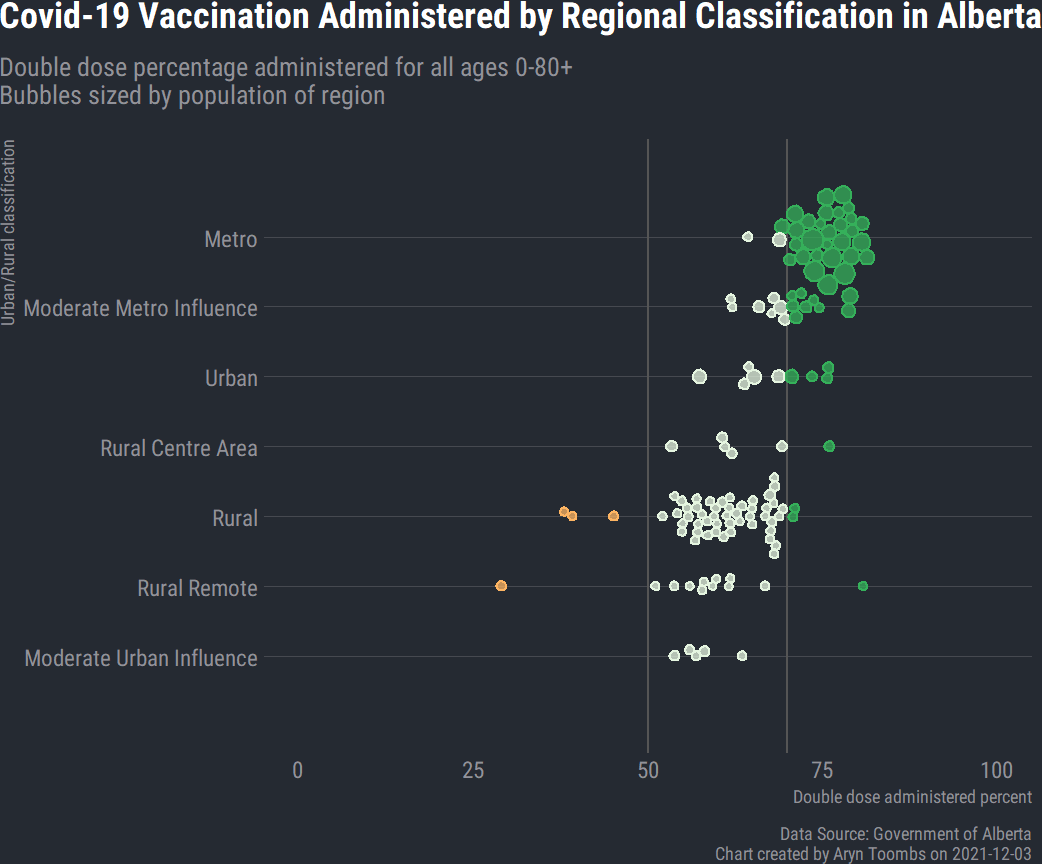 Covid-19 Vaccination Administered by Regional Classification in Alberta
Double dose percentage administered for all ages 0-80+
Bubbles sized by population of region
Urban/Rural classification
Metro
Moderate Metro Influence
Urban
Rural Centre Area
Rural
Rural Remote
Moderate Urban Influence
0 25 50 75 100
Double dose administered percent
Data Source: Government of Alberta
Chart created by Aryn Toombs on 2021-12-03